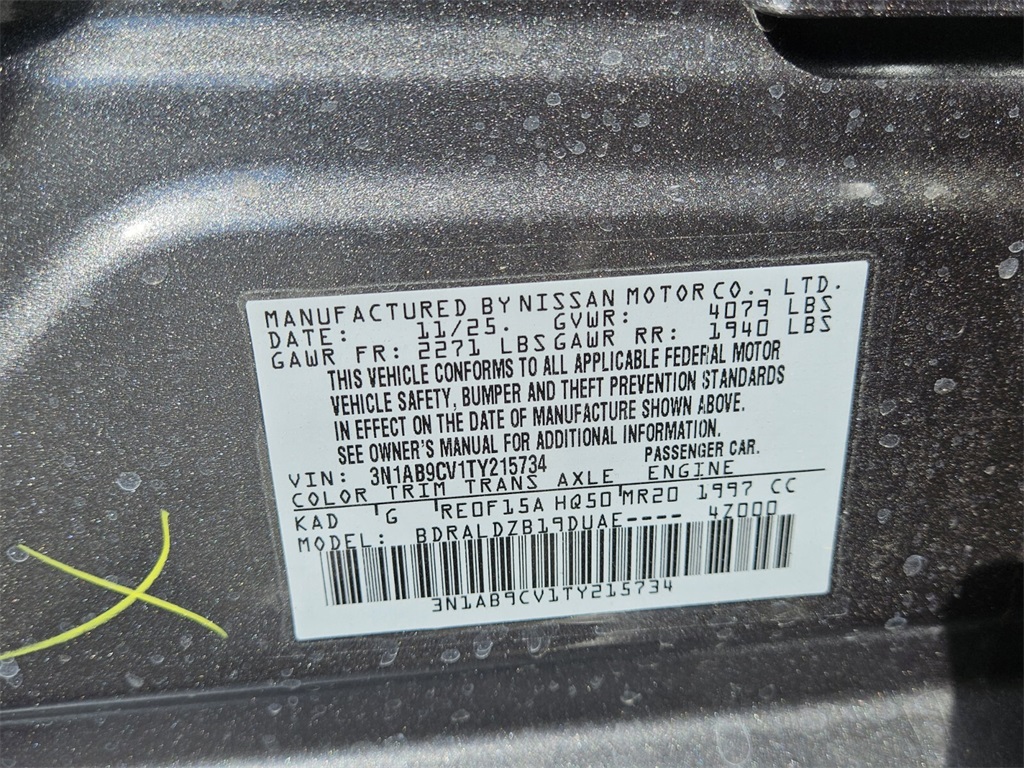 MANUFACTURED BY NISSAN MOTOR CO., LTD.
DATE: 11/25. GVWR: 4079 LBS
GAWR FR: 2271 LBS GAWR RR: 1940 LBS
THIS VEHICLE CONFORMS TO ALL APPLICABLE FEDERAL MOTOR
VEHICLE SAFETY, BUMPER AND THEFT PREVENTION STANDARDS
IN EFFECT ON THE DATE OF MANUFACTURE SHOWN ABOVE.
SEE OWNER'S MANUAL FOR ADDITIONAL INFORMATION.
VIN: 3N1AB9CV1TY215734 PASSENGER CAR.
COLOR TRIM TRANS AXLE ENGINE
KAD G RE0F15A HQ50 MR20 1997 CC
MODEL: BDRALDZB19DUAE---- 4Z000
3N1AB9CV1TY215734